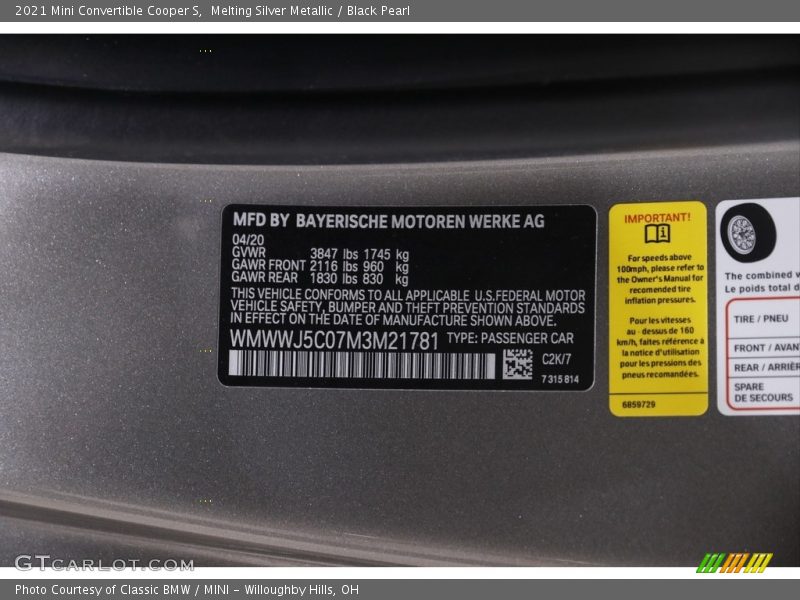 2021 Mini Convertible Cooper S,  Melting Silver Metallic / Black Pearl
MFD BY BAYERISCHE MOTOREN WERKE AG
04/20
GVWR 3847 lbs 1745 kg
GAWR FRONT 2116 lbs 960 kg
GAWR REAR 1830 lbs 830 kg
THIS VEHICLE CONFORMS TO ALL APPLICABLE U.S.FEDERAL MOTOR
VEHICLE SAFETY, BUMPER AND THEFT PREVENTION STANDARDS
IN EFFECT ON THE DATE OF MANUFACTURE SHOWN ABOVE.
WMWWJ5C07M3M21781 TYPE: PASSENGER CAR
C2K/7
7 315 814
IMPORTANT!
For speeds above
100mph, please refer to
the Owner's Manual for
recomended tire
inflation pressures.
Pour les vitesses
au - dessus de 160
km/h, faites référence à
la notice d'utilisation
pour les pressions des
pneus recomandées.
6859729
The combined
Le poids total d
TIRE / PNEU
FRONT / AVAN
REAR / ARRIÈR
SPARE
DE SECOURS
GTCARLOT.COM
Photo Courtesy of Classic BMW / MINI - Willoughby Hills, OH